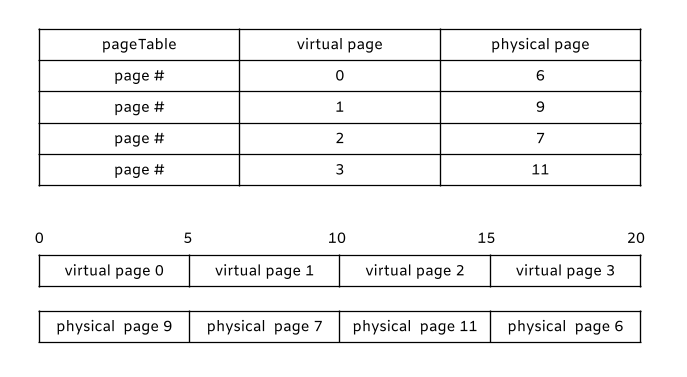 pageTable virtual page physical page
page # 0 6
page # 1 9
page # 2 7
page # 3 11
0 5 10 15 20
virtual page 0 virtual page 1 virtual page 2 virtual page 3
physical page 9 physical page 7 physical page 11 physical page 6